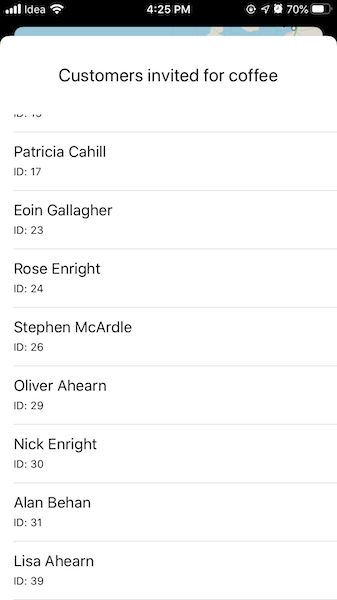 Idea 4:25 PM 70%
Customers invited for coffee
Patricia Cahill
ID: 17
Eoin Gallagher
ID: 23
Rose Enright
ID: 24
Stephen McArdle
ID: 26
Oliver Ahearn
ID: 29
Nick Enright
ID: 30
Alan Behan
ID: 31
Lisa Ahearn
ID: 39